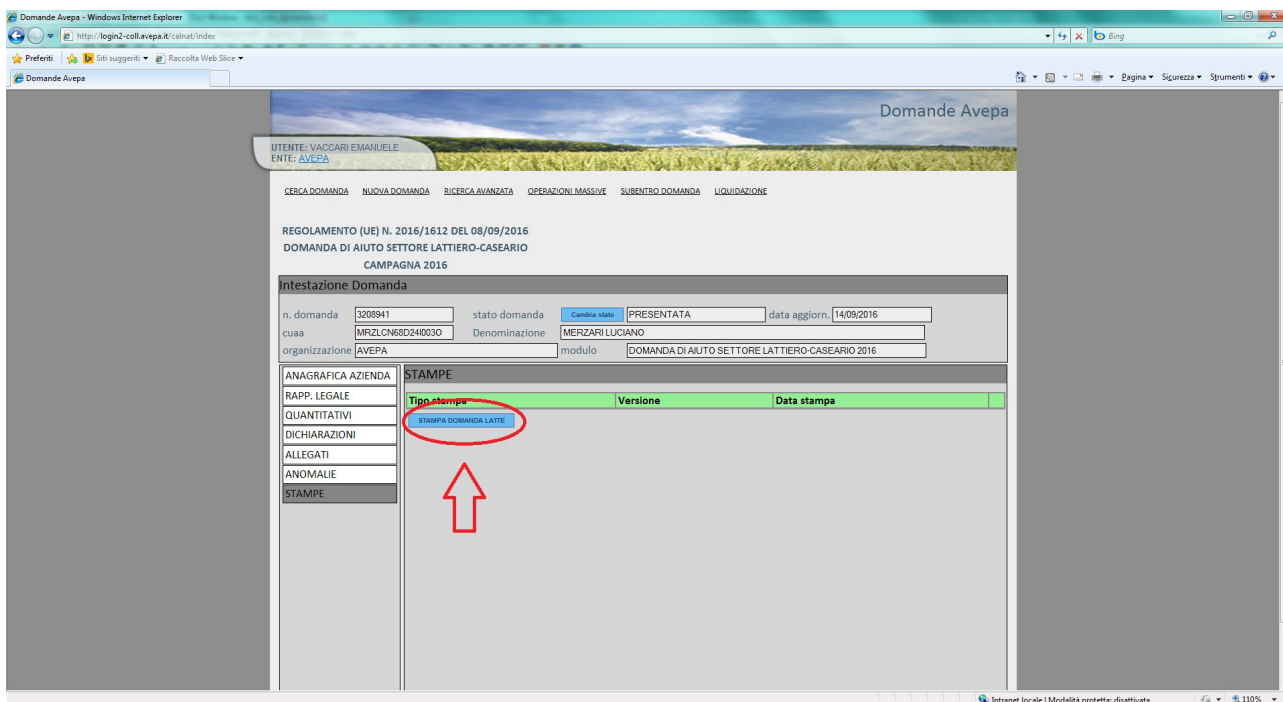 Domande Avepa - Windows Internet Explorer
http://login2-coll.avepa.it/calnat/index
Bing
Preferiti Siti suggeriti Raccolta Web Slice
Domande Avepa
Pagina Sicurezza Strumenti
Domande Avepa
UTENTE: VACCARI EMANUELE
ENTE: AVEPA
CERCA DOMANDA NUOVA DOMANDA RICERCA AVANZATA OPERAZIONI MASSIVE SUBENTRO DOMANDA LIQUIDAZIONE
REGOLAMENTO (UE) N. 2016/1612 DEL 08/09/2016
DOMANDA DI AIUTO SETTORE LATTIERO-CASEARIO
CAMPAGNA 2016
Intestazione Domanda
n. domanda 3208941 stato domanda Cambia stato PRESENTATA data aggiorn. 14/09/2016
cuaa MRZLCN68D24I003O Denominazione MERZARI LUCIANO
organizzazione AVEPA modulo DOMANDA DI AIUTO SETTORE LATTIERO-CASEARIO 2016
ANAGRAFICA AZIENDA
RAPP. LEGALE
QUANTITATIVI
DICHIARAZIONI
ALLEGATI
ANOMALIE
STAMPE
STAMPE
Tipo stampa Versione Data stampa
STAMPA DOMANDA LATTE
Intranet locale | Modalità protetta: disattivata 110%